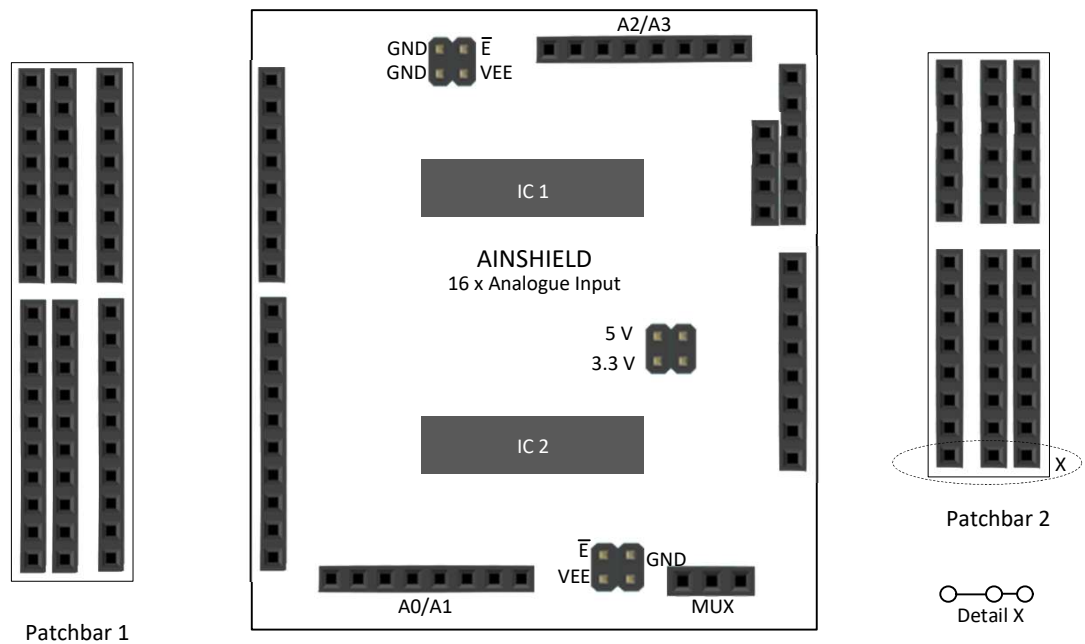 A2/A3
GND E̅
GND VEE
IC 1
AINSHIELD
16 x Analogue Input
5 V
3.3 V
IC 2
X
Patchbar 2
E̅ GND
VEE
A0/A1
MUX
Detail X
Patchbar 1